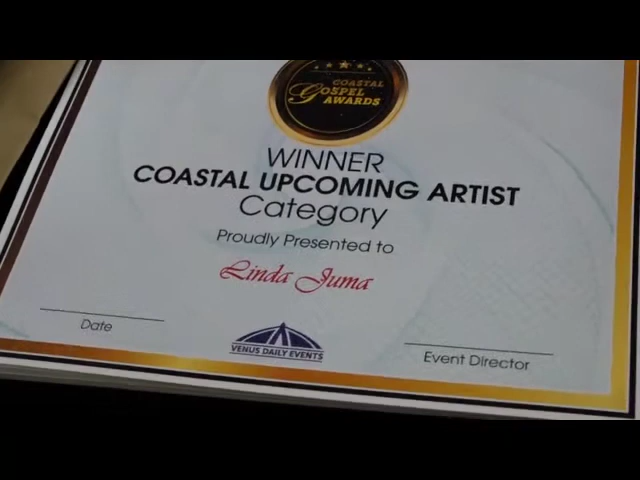 COASTAL
GOSPEL
AWARDS
WINNER
COASTAL UPCOMING ARTIST
Category
Proudly Presented to
Linda Juma
Date
VENUS DAILY EVENTS
Event Director